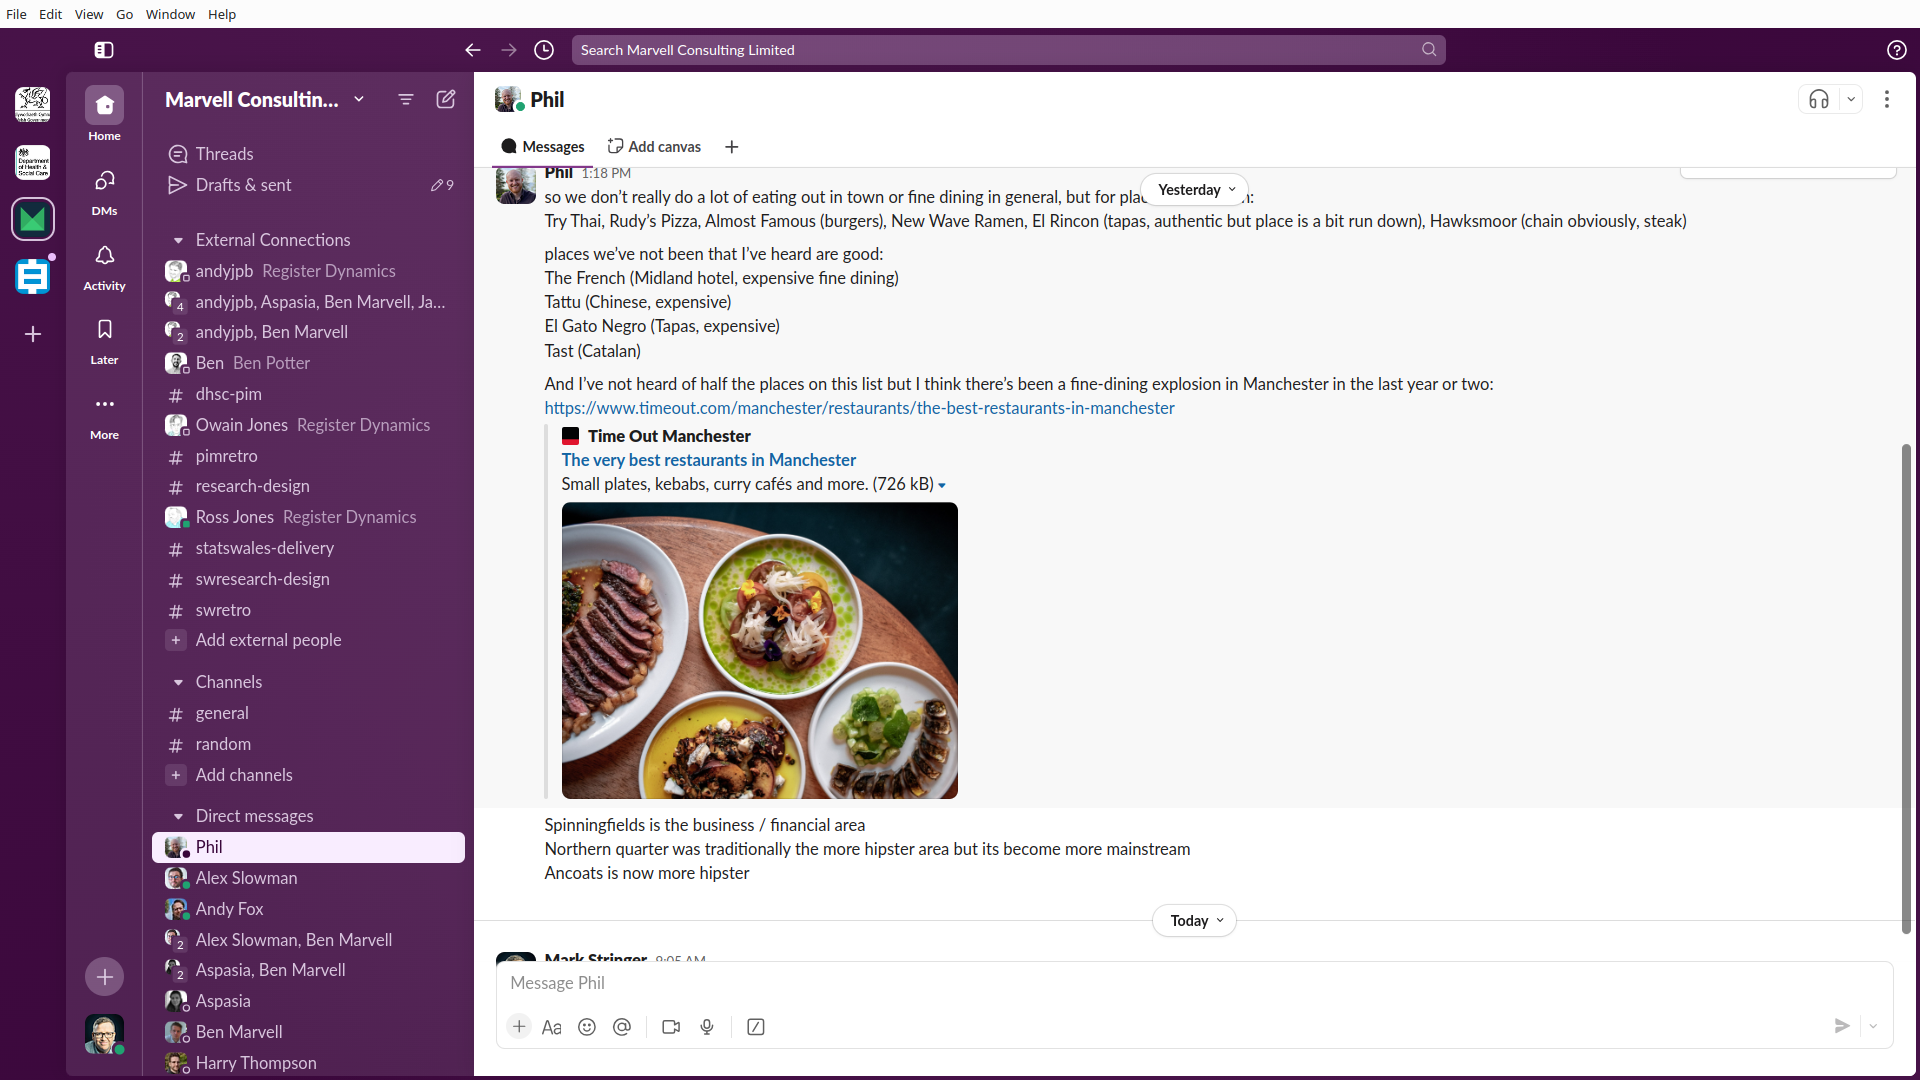 File Edit View Go Window Help
Search Marvell Consulting Limited
Marvell Consultin...
Home
DMs
Activity
Later
More
Threads
Drafts & sent 9
External Connections
andyjpb Register Dynamics
4 andyjpb, Aspasia, Ben Marvell, Ja...
2 andyjpb, Ben Marvell
Ben Ben Potter
# dhsc-pim
Owain Jones Register Dynamics
# pimretro
# research-design
Ross Jones Register Dynamics
# statswales-delivery
# swresearch-design
# swretro
+ Add external people
Channels
# general
# random
+ Add channels
Direct messages
Phil
Alex Slowman
Andy Fox
2 Alex Slowman, Ben Marvell
2 Aspasia, Ben Marvell
Aspasia
Ben Marvell
Harry Thompson
Department
of Health &
Social Care
Phil
Messages Add canvas +
Phil 1:18 PM
Yesterday
so we don't really do a lot of eating out in town or fine dining in general, but for
Try Thai, Rudy's Pizza, Almost Famous (burgers), New Wave Ramen, El Rincon (tapas, authentic but place is a bit run down), Hawksmoor (chain obviously, steak)
places we've not been that I've heard are good:
The French (Midland hotel, expensive fine dining)
Tattu (Chinese, expensive)
El Gato Negro (Tapas, expensive)
Tast (Catalan)
And I've not heard of half the places on this list but I think there's been a fine-dining explosion in Manchester in the last year or two:
https://www.timeout.com/manchester/restaurants/the-best-restaurants-in-manchester
Time Out Manchester
The very best restaurants in Manchester
Small plates, kebabs, curry cafés and more. (726 kB)
Spinningfields is the business / financial area
Northern quarter was traditionally the more hipster area but its become more mainstream
Ancoats is now more hipster
Today
Mark Stringer 9:05 AM
Message Phil
Aa